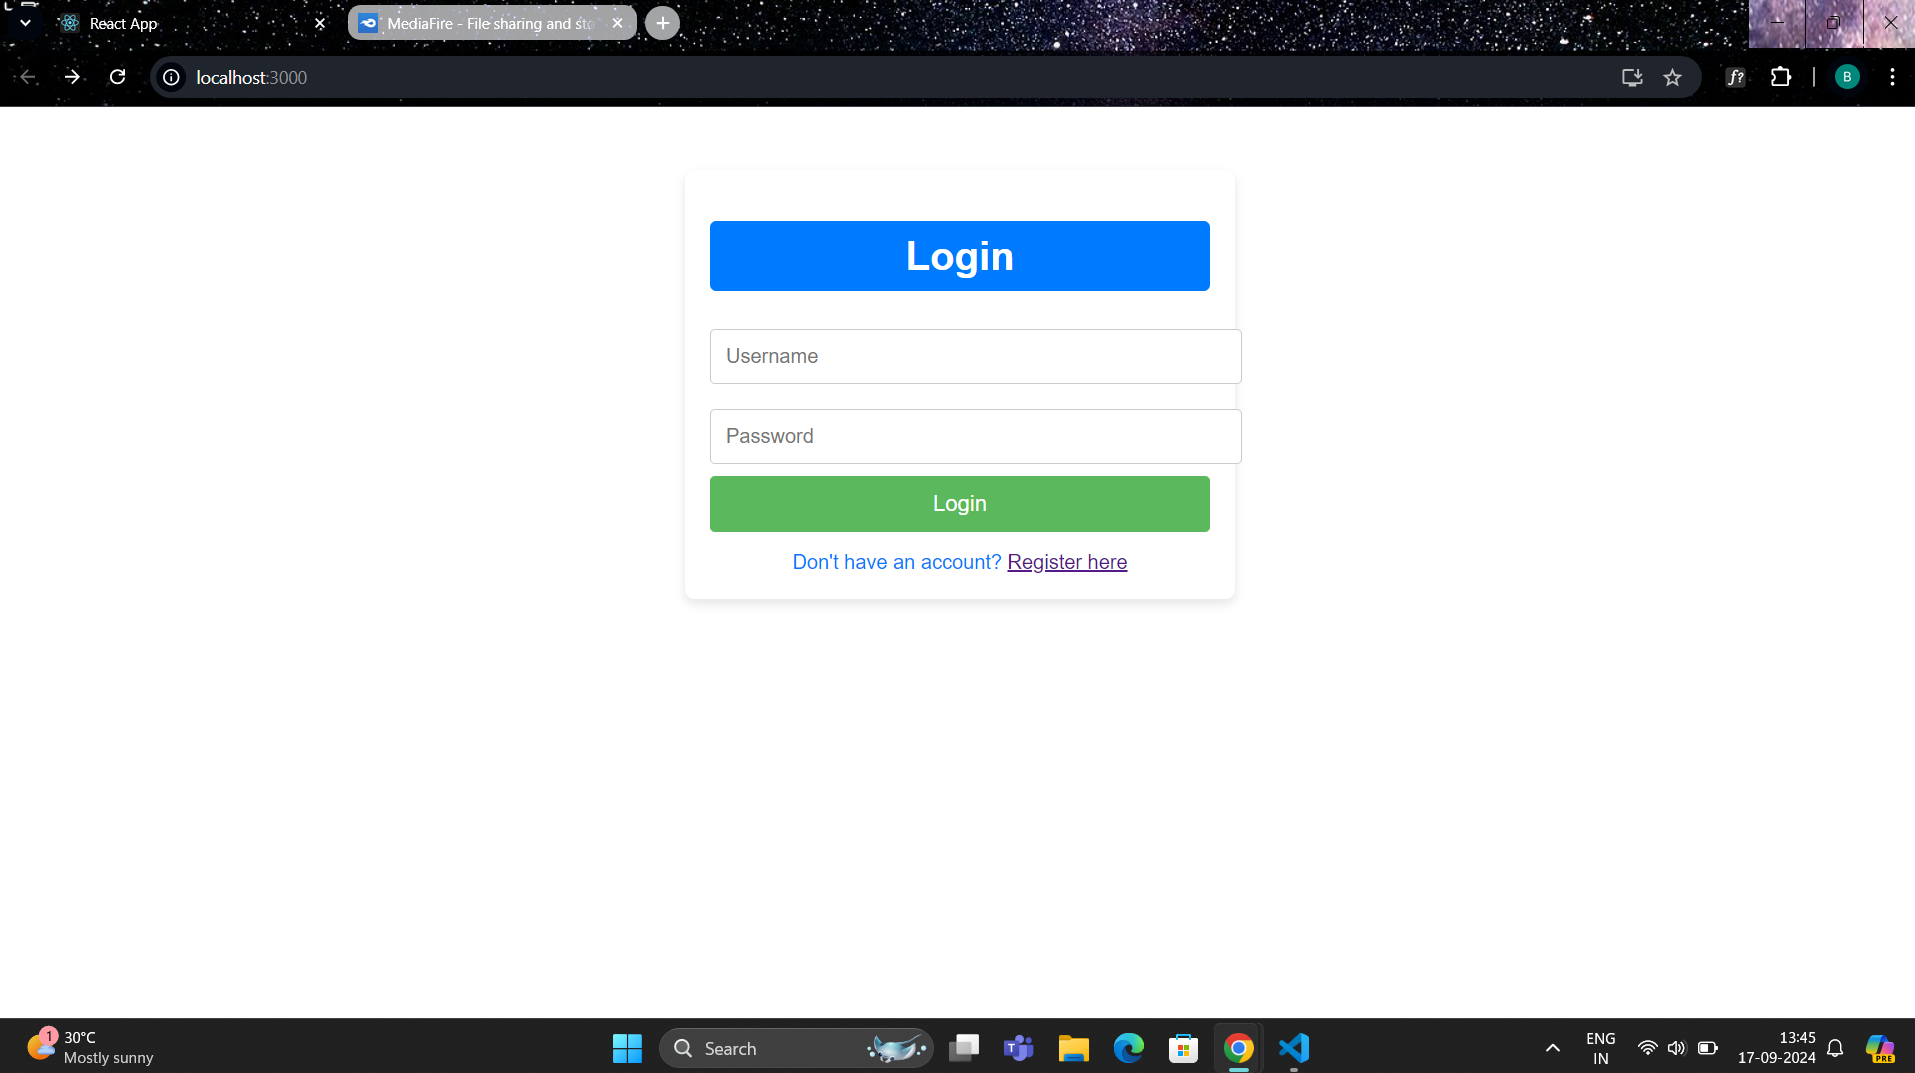 React App
MediaFire - File sharing and sto
localhost:3000
f?
B
Login
Username
Password
Login
Don't have an account? Register here
1
30°C
Mostly sunny
Search
T
ENG
IN
13:45
17-09-2024
PRE